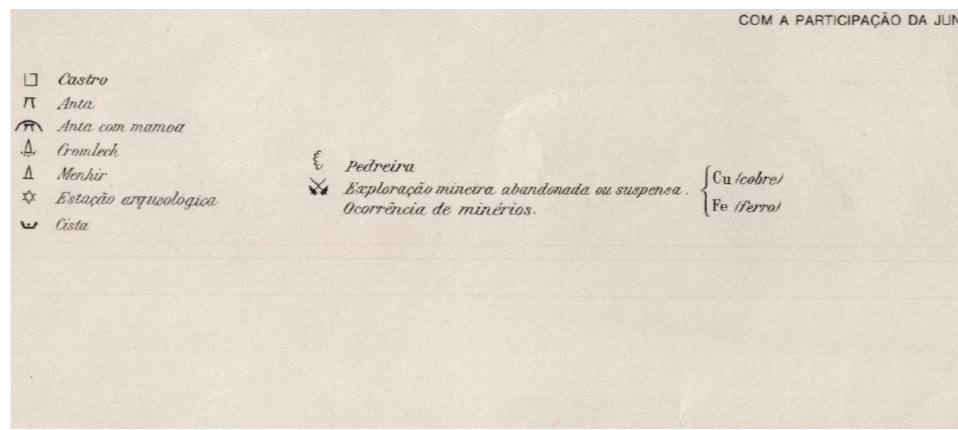 COM A PARTICIPAÇÃO DA JUN
Castro
Anta
Anta com mamoa
Cromlech
Menhir
Estação arqueologica
Cista
Pedreira
Exploração mineira abandonada ou suspensa.
Ocorrência de minérios.
Cu (cobre)
Fe (ferro)